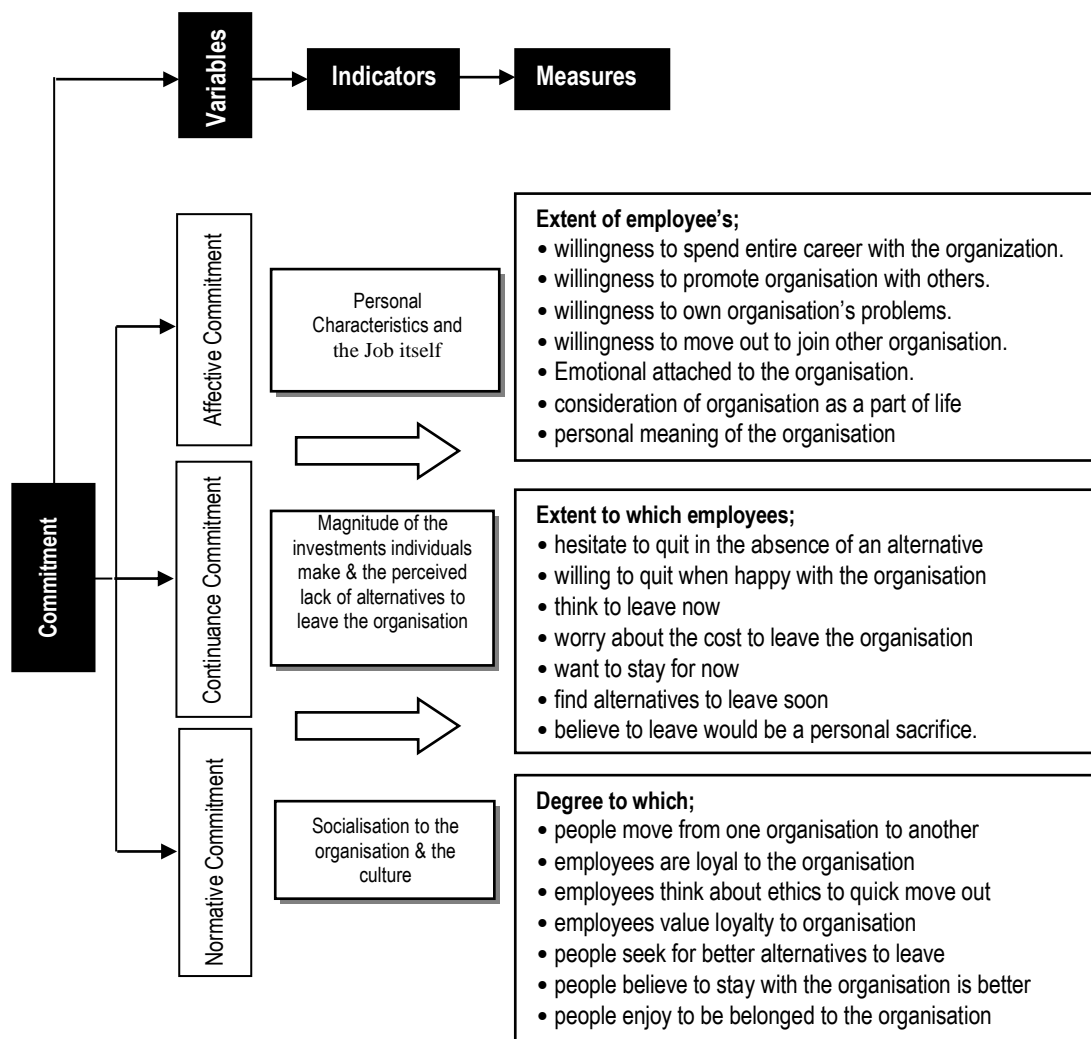 Variables
Indicators
Measures
Commitment
Affective Commitment
Personal
Characteristics and
the Job itself
Extent of employee's;
• willingness to spend entire career with the organization.
• willingness to promote organisation with others.
• willingness to own organisation's problems.
• willingness to move out to join other organisation.
• Emotional attached to the organisation.
• consideration of organisation as a part of life
• personal meaning of the organisation
Continuance Commitment
Magnitude of the
investments individuals
make & the perceived
lack of alternatives to
leave the organisation
Extent to which employees;
• hesitate to quit in the absence of an alternative
• willing to quit when happy with the organisation
• think to leave now
• worry about the cost to leave the organisation
• want to stay for now
• find alternatives to leave soon
• believe to leave would be a personal sacrifice.
Normative Commitment
Socialisation to the
organisation & the
culture
Degree to which;
• people move from one organisation to another
• employees are loyal to the organisation
• employees think about ethics to quick move out
• employees value loyalty to organisation
• people seek for better alternatives to leave
• people believe to stay with the organisation is better
• people enjoy to be belonged to the organisation